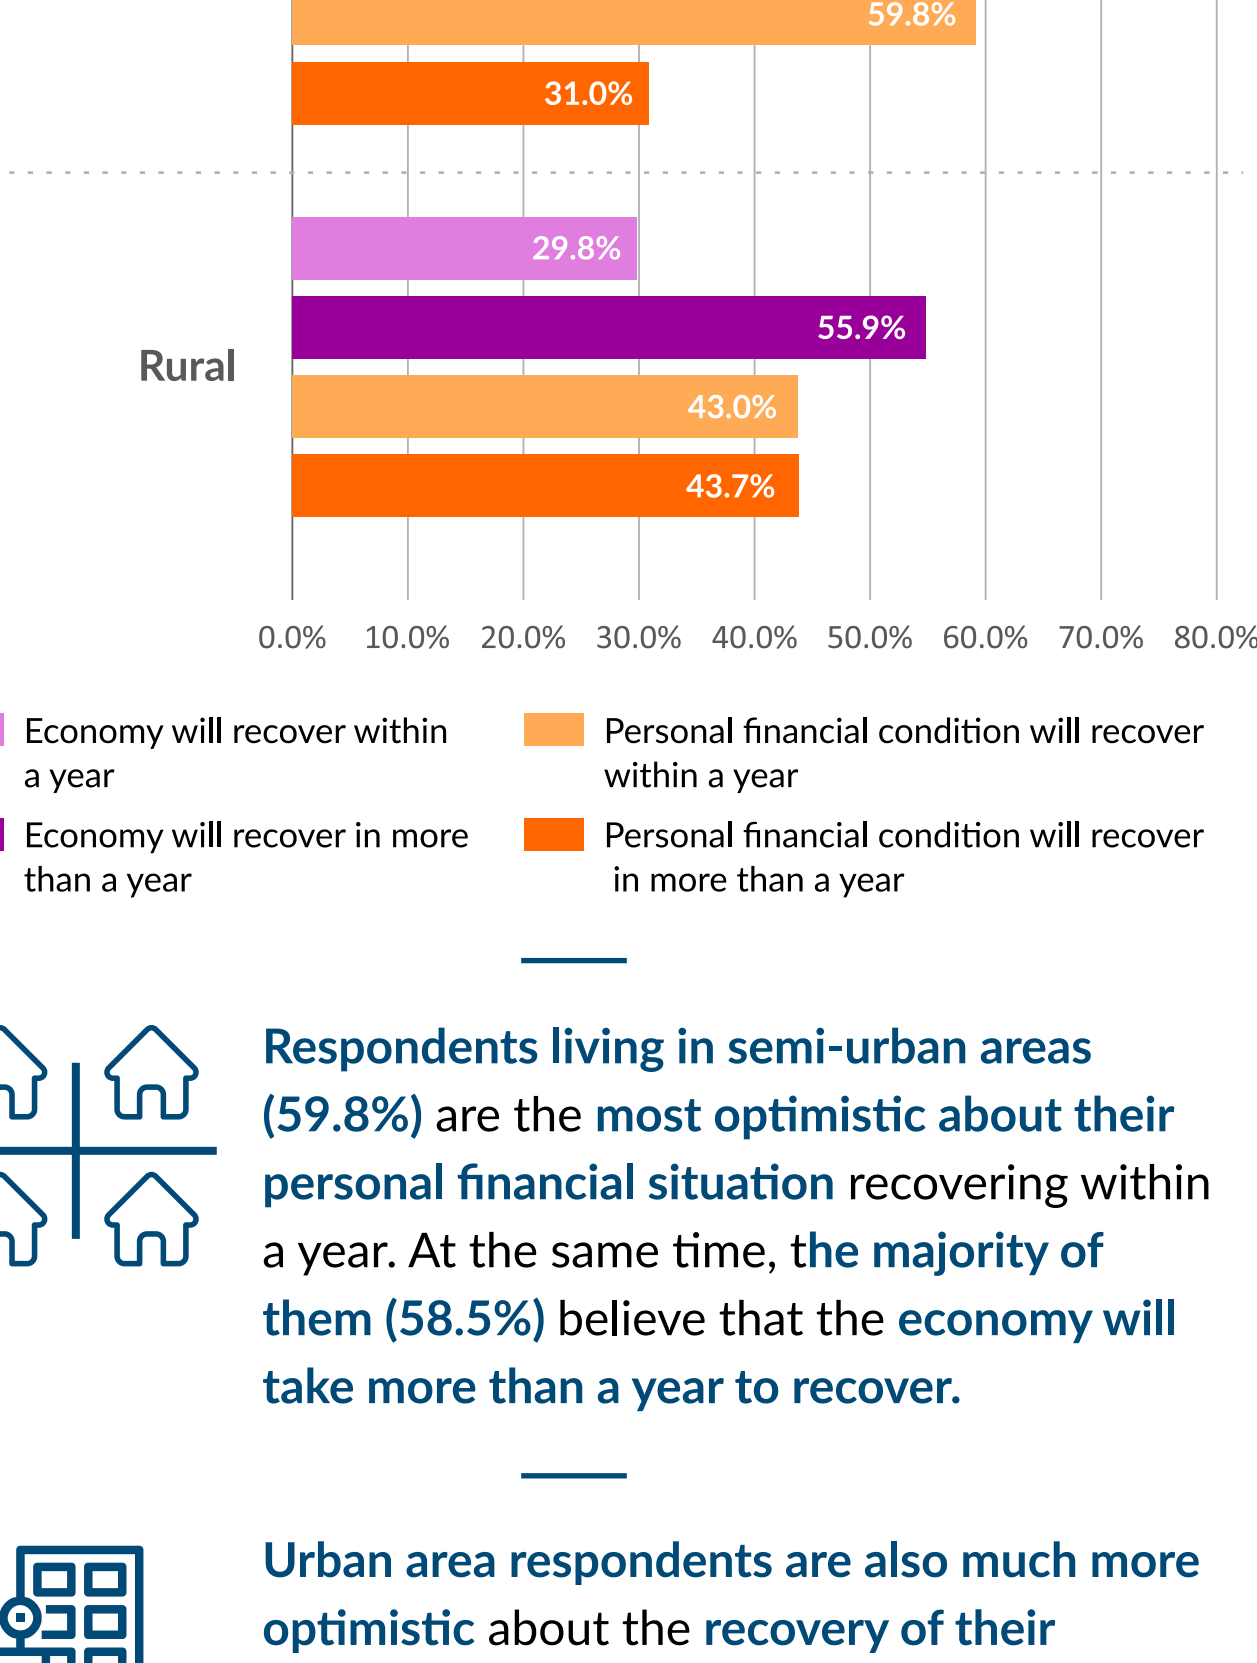 59.8%
31.0%
29.8%
55.9%
Rural
43.0%
43.7%
0.0% 10.0% 20.0% 30.0% 40.0% 50.0% 60.0% 70.0% 80.0%
Economy will recover within
a year
Personal financial condition will recover
within a year
Economy will recover in more
than a year
Personal financial condition will recover
in more than a year
Respondents living in semi-urban areas
(59.8%) are the most optimistic about their
personal financial situation recovering within
a year. At the same time, the majority of
them (58.5%) believe that the economy will
take more than a year to recover.
Urban area respondents are also much more
optimistic about the recovery of their